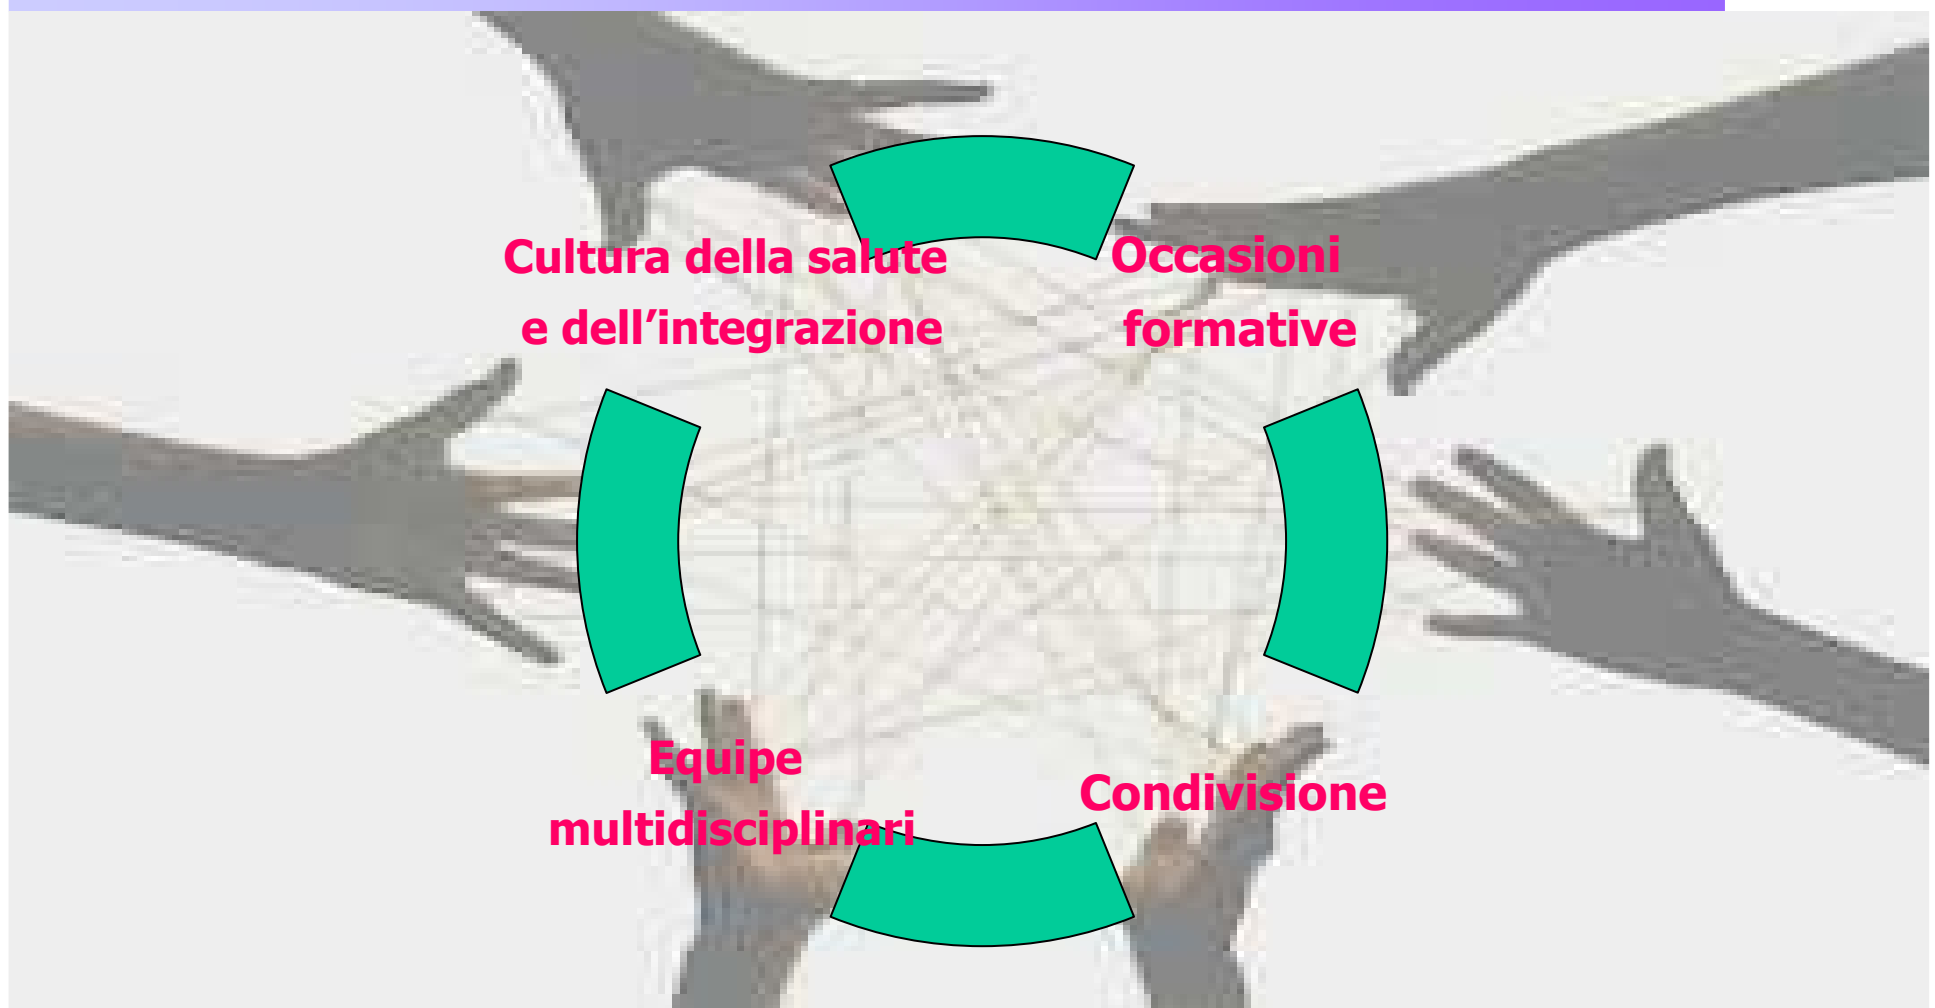 Cultura della salute
e dell’integrazione
Occasioni
formative
Equipe
multidisciplinari
Condivisione